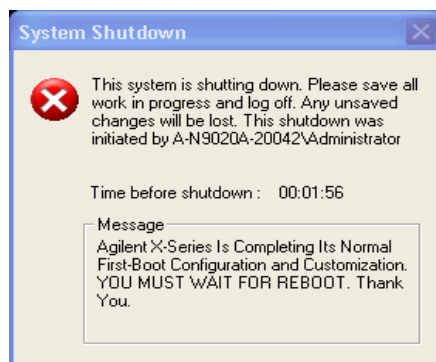 System Shutdown
This system is shutting down. Please save all
work in progress and log off. Any unsaved
changes will be lost. This shutdown was
initiated by A-N9020A-20042\Administrator
Time before shutdown : 00:01:56
Message
Agilent X-Series Is Completing Its Normal
First-Boot Configuration and Customization.
YOU MUST WAIT FOR REBOOT. Thank
You.